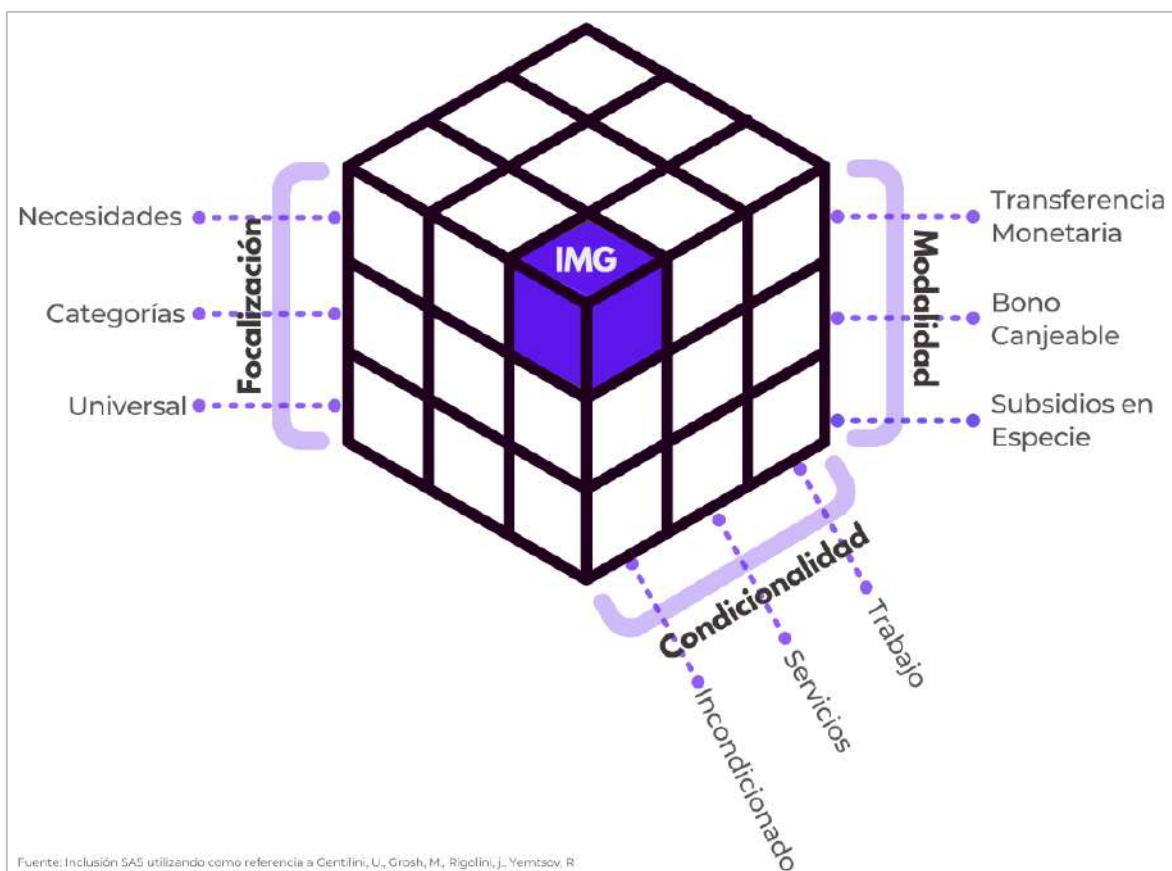 IMG
Focalización
Necesidades
Categorías
Universal
Modalidad
Transferencia
Monetaria
Bono
Canjeable
Subsidios en
Especie
Condicionalidad
Incondicionado
Servicios
Trabajo
Fuente: Inclusión SAS utilizando como referencia a Gentilini, U., Grosh, M., Rigolini, j., Yemtsov, R